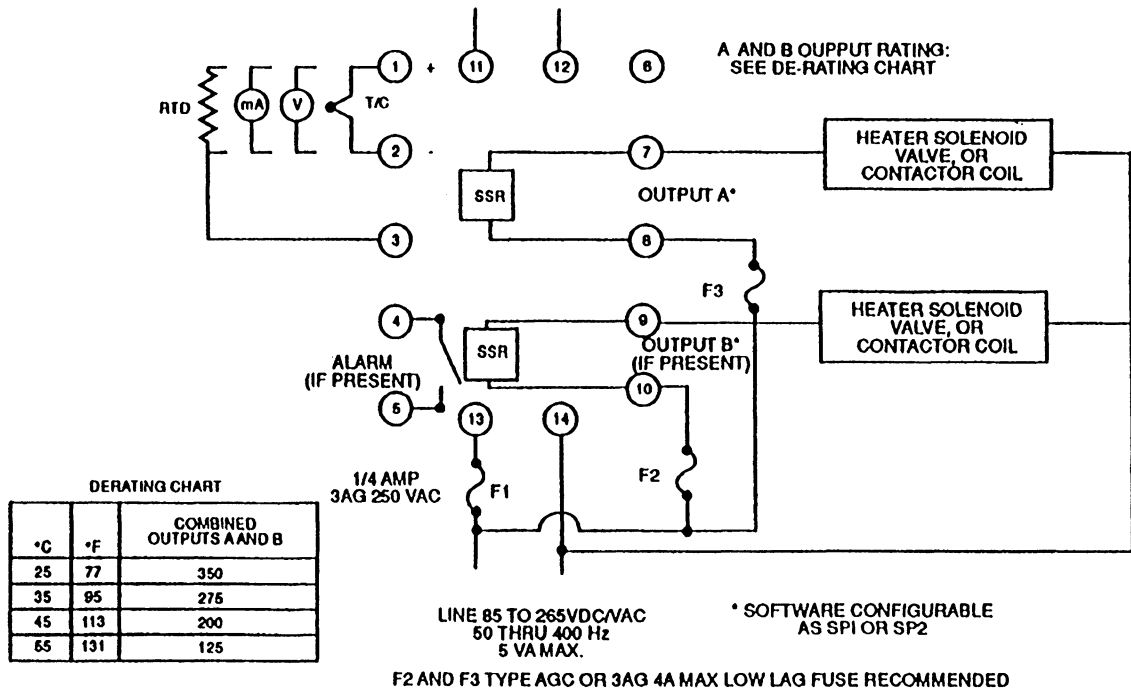 1 + 11 12 6
A AND B OUPPUT RATING:
SEE DE-RATING CHART
RTD mA V T/C
2 -
7
HEATER SOLENOID
VALVE, OR
CONTACTOR COIL
SSR
OUTPUT A*
3
8
F3
4
9
HEATER SOLENOID
VALVE, OR
CONTACTOR COIL
SSR
OUTPUT B*
(IF PRESENT)
ALARM
(IF PRESENT)
10
5
13
14
1/4 AMP
3AG 250 VAC
F1
F2
DERATING CHART
°C °F COMBINED
OUTPUTS A AND B
25 77 350
35 95 275
45 113 200
55 131 125
LINE 85 TO 265VDC/VAC
50 THRU 400 Hz
5 VA MAX.
* SOFTWARE CONFIGURABLE
AS SP1 OR SP2
F2 AND F3 TYPE AGC OR 3AG 4A MAX LOW LAG FUSE RECOMMENDED